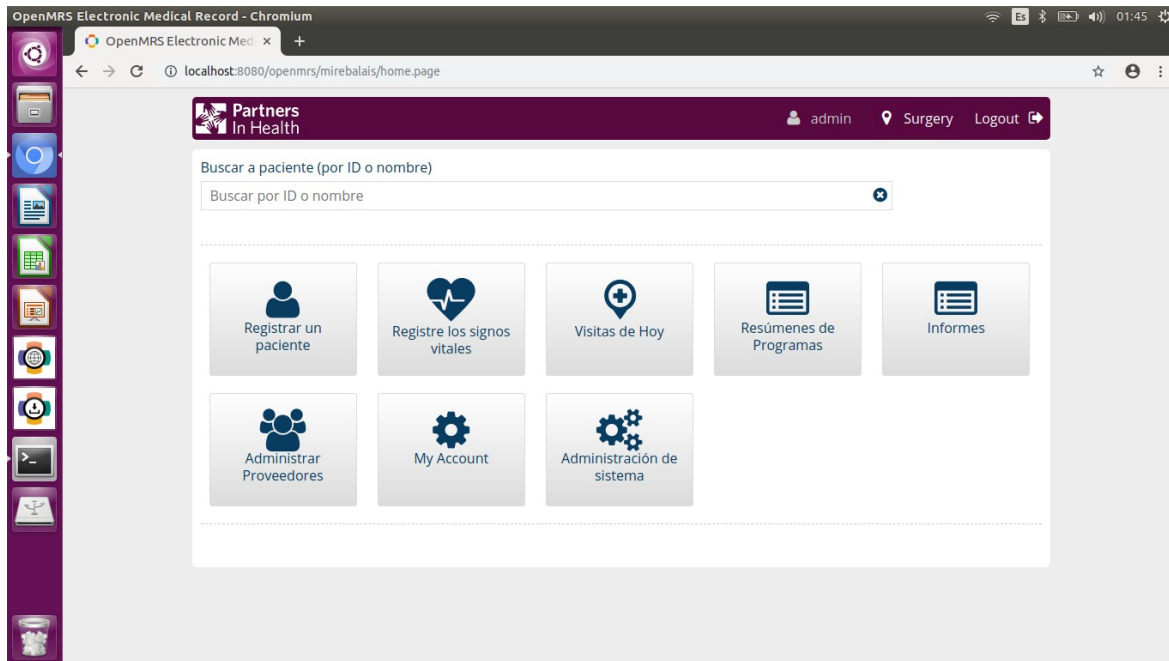 OpenMRS Electronic Medical Record - Chromium
Es
01:45
OpenMRS Electronic Med
localhost:8080/openmrs/mirebalais/home.page
Partners
In Health
admin
Surgery
Logout
Buscar a paciente (por ID o nombre)
Buscar por ID o nombre
Registrar un
paciente
Registre los signos
vitales
Visitas de Hoy
Resúmenes de
Programas
Informes
Administrar
Proveedores
My Account
Administración de
sistema